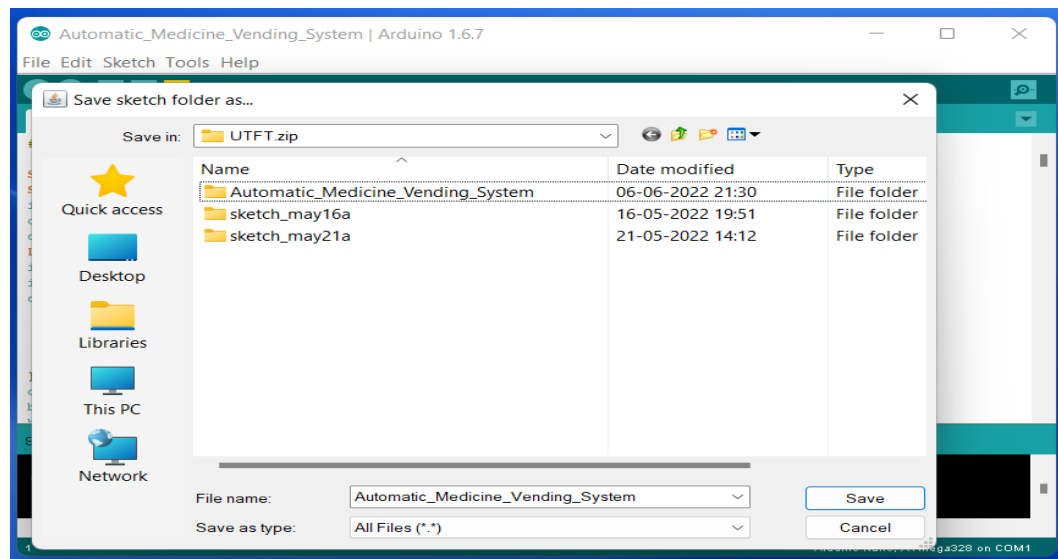 Automatic_Medicine_Vending_System | Arduino 1.6.7
File Edit Sketch Tools Help
Save sketch folder as...
Save in: UTFT.zip
Name Date modified Type
Automatic_Medicine_Vending_System 06-06-2022 21:30 File folder
sketch_may16a 16-05-2022 19:51 File folder
sketch_may21a 21-05-2022 14:12 File folder
Quick access
Desktop
Libraries
This PC
Network
File name: Automatic_Medicine_Vending_System Save
Save as type: All Files (*.*) Cancel
1 on COM1